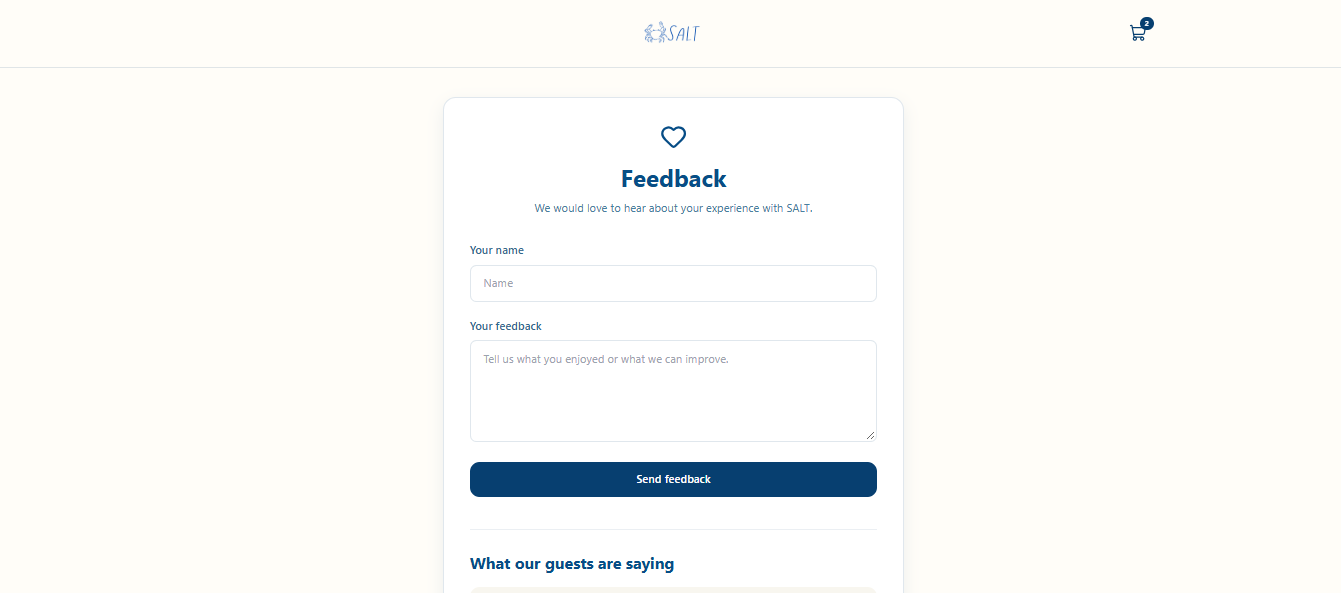 SALT
2
Feedback
We would love to hear about your experience with SALT.
Your name
Name
Your feedback
Tell us what you enjoyed or what we can improve.
Send feedback
What our guests are saying